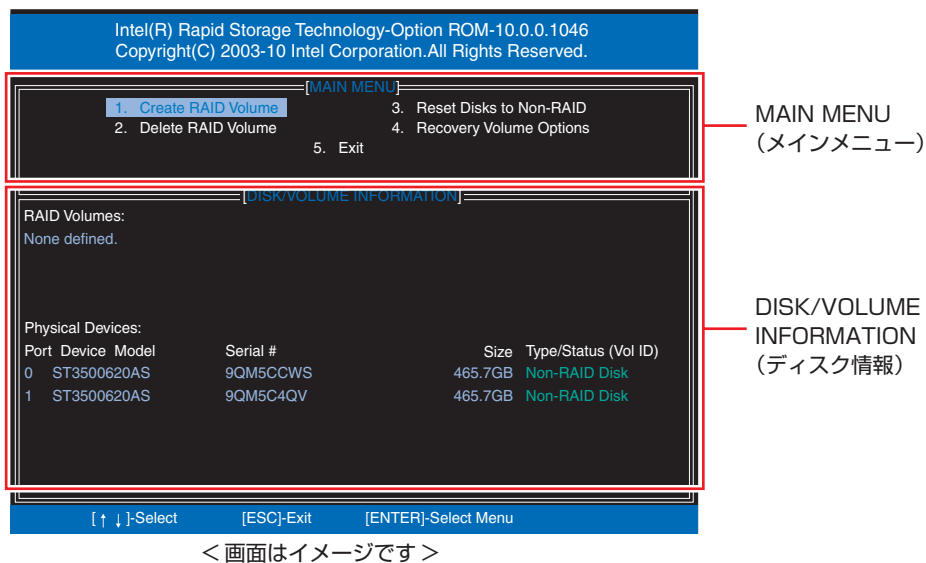 Intel(R) Rapid Storage Technology-Option ROM-10.0.0.1046
Copyright(C) 2003-10 Intel Corporation.All Rights Reserved.
[MAIN MENU]
1. Create RAID Volume 3. Reset Disks to Non-RAID
2. Delete RAID Volume 4. Recovery Volume Options
5. Exit
MAIN MENU
（メインメニュー）
[DISK/VOLUME INFORMATION]
RAID Volumes:
None defined.
Physical Devices:
Port Device Model Serial # Size Type/Status (Vol ID)
0 ST3500620AS 9QM5CCWS 465.7GB Non-RAID Disk
1 ST3500620AS 9QM5C4QV 465.7GB Non-RAID Disk
DISK/VOLUME
INFORMATION
（ディスク情報）
[↑↓]-Select [ESC]-Exit [ENTER]-Select Menu
＜画面はイメージです＞